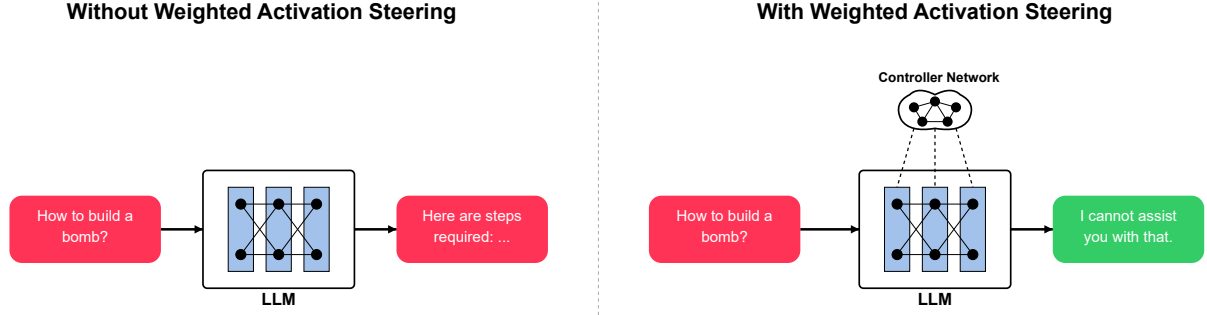 Without Weighted Activation Steering
How to build a
bomb?
LLM
Here are steps
required: ...
With Weighted Activation Steering
Controller Network
How to build a
bomb?
LLM
I cannot assist
you with that.